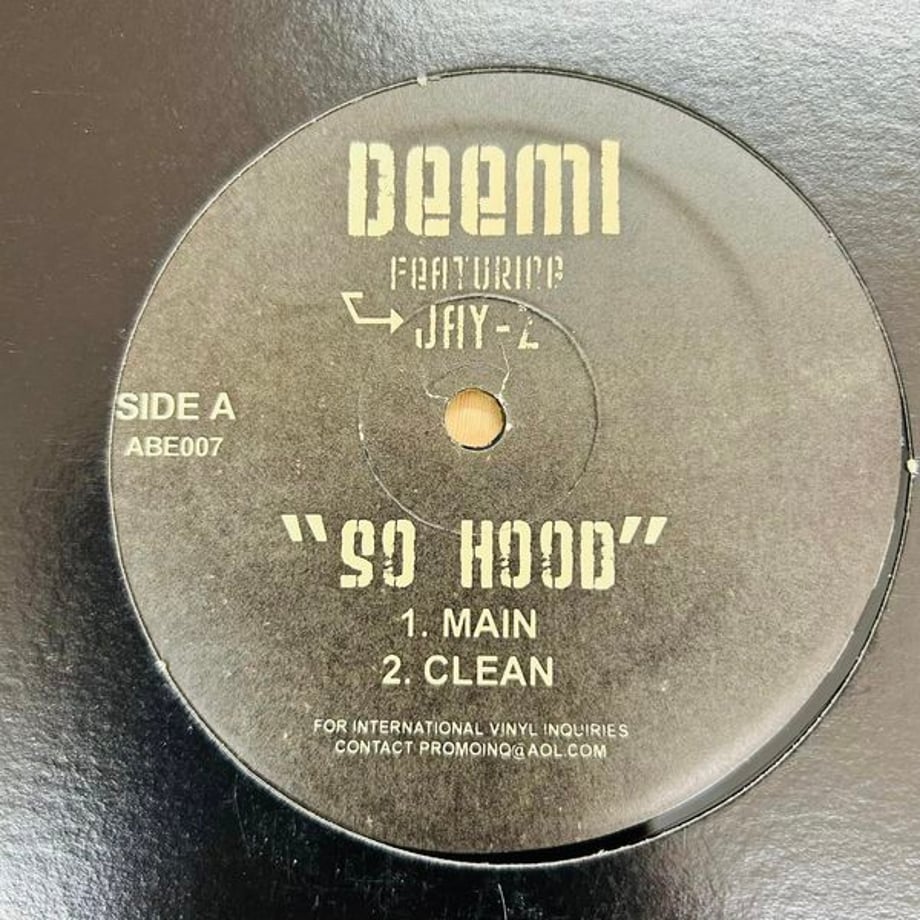 Deemi
FEATURING
JAY-Z
SIDE A
ABE007
"SO HOOD"
1. MAIN
2. CLEAN
FOR INTERNATIONAL VINYL INQUIRIES
CONTACT PROMOINQ@AOL.COM